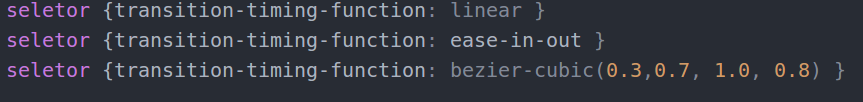 seletor {transition-timing-function: linear }
seletor {transition-timing-function: ease-in-out }
seletor {transition-timing-function: bezier-cubic(0.3,0.7, 1.0, 0.8) }